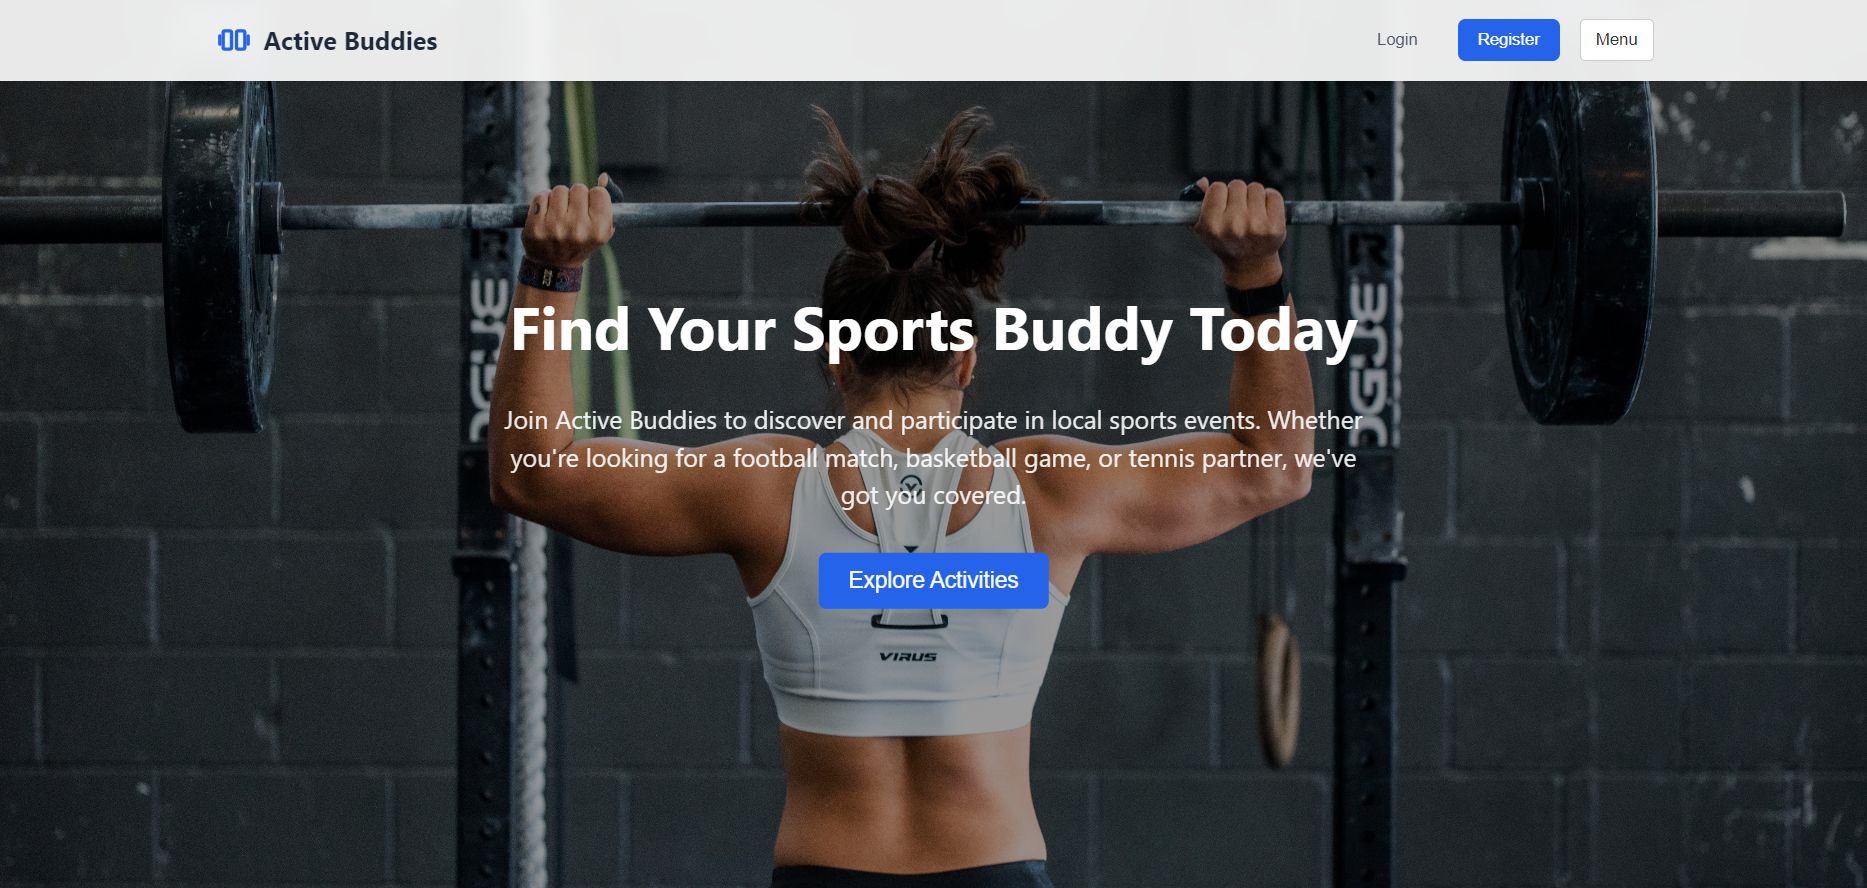 Active Buddies
Login
Register
Menu
Find Your Sports Buddy Today
Join Active Buddies to discover and participate in local sports events. Whether
you're looking for a football match, basketball game, or tennis partner, we've
got you covered.
Explore Activities
VIRUS